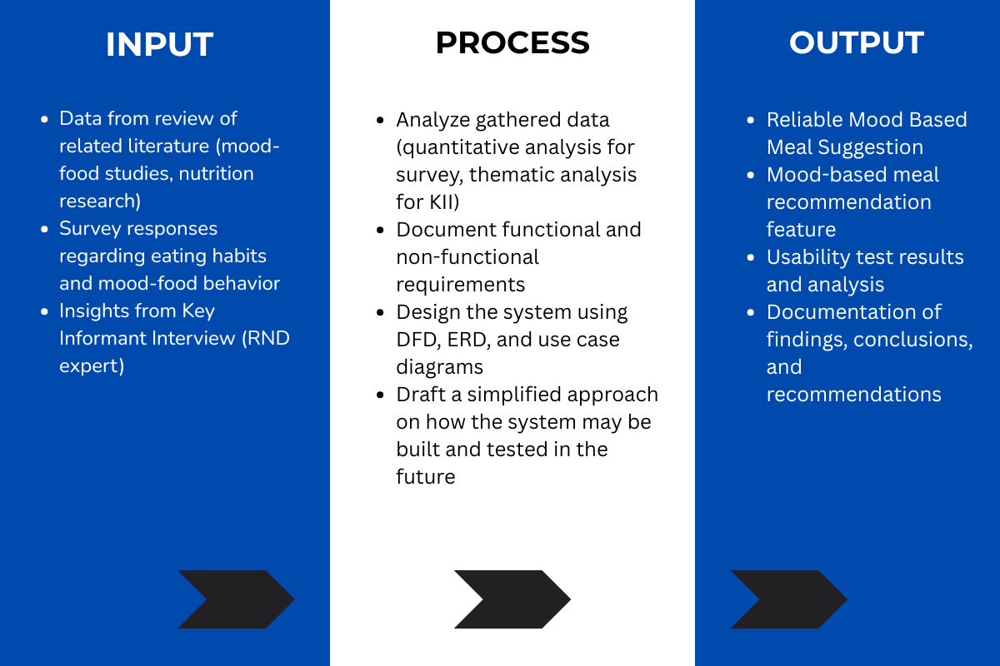 INPUT
• Data from review of
related literature (mood-
food studies, nutrition
research)
• Survey responses
regarding eating habits
and mood-food behavior
• Insights from Key
Informant Interview (RND
expert)
PROCESS
• Analyze gathered data
(quantitative analysis for
survey, thematic analysis
for KII)
• Document functional and
non-functional
requirements
• Design the system using
DFD, ERD, and use case
diagrams
• Draft a simplified approach
on how the system may be
built and tested in the
future
OUTPUT
• Reliable Mood Based
Meal Suggestion
• Mood-based meal
recommendation
feature
• Usability test results
and analysis
• Documentation of
findings, conclusions,
and
recommendations